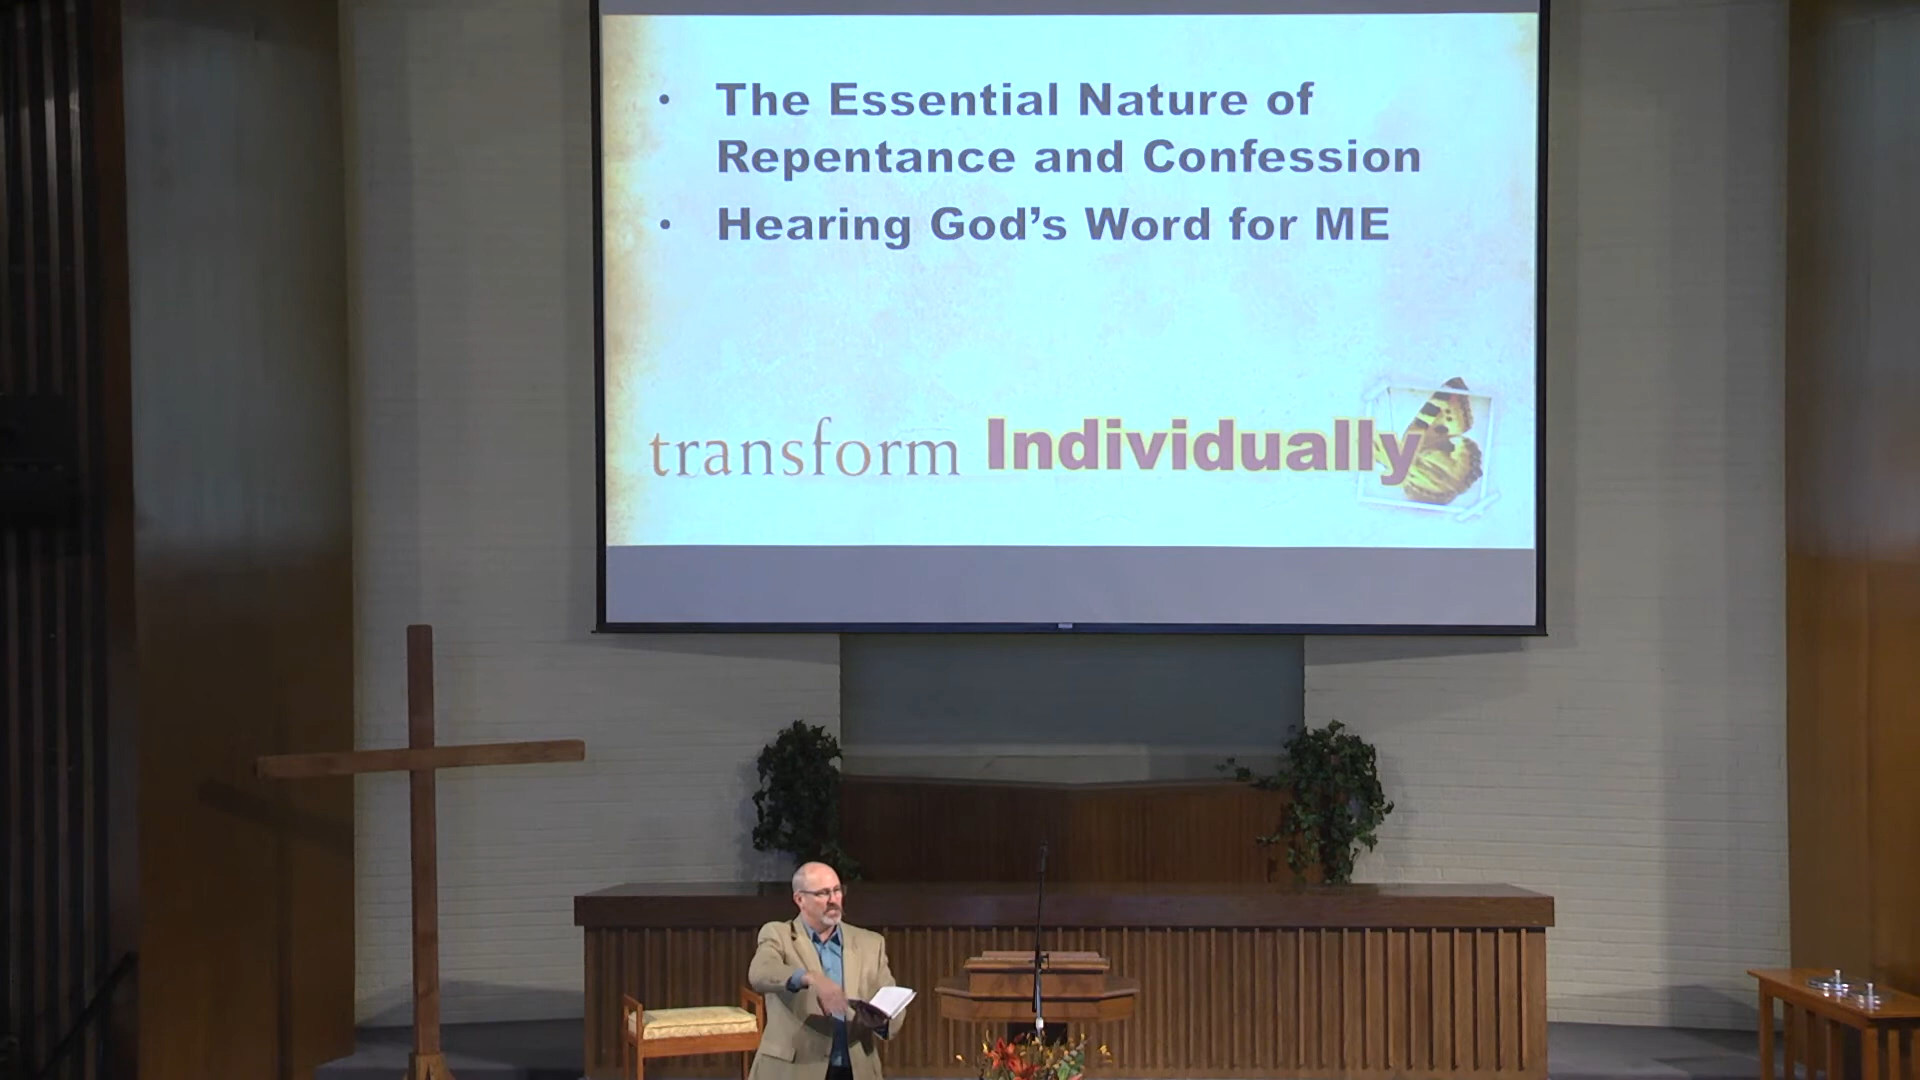 • The Essential Nature of
Repentance and Confession
• Hearing God’s Word for ME
transform Individually